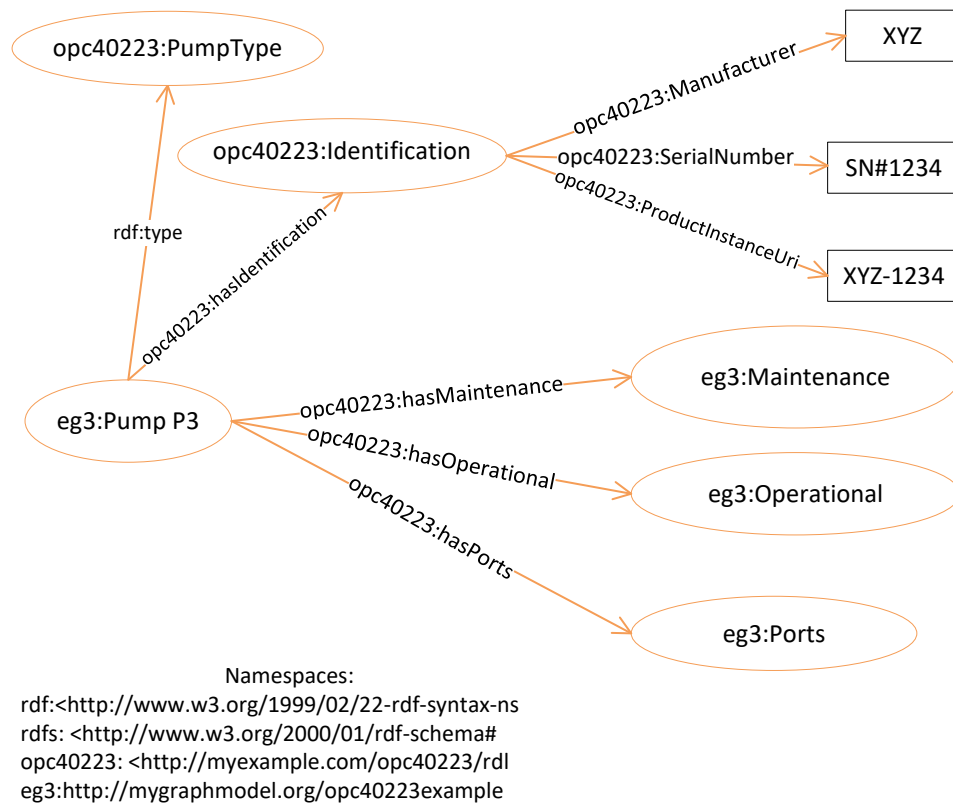 opc40223:PumpType
XYZ
opc40223:Manufacturer
opc40223:Identification
opc40223:SerialNumber
SN#1234
opc40223:ProductInstanceUri
rdf:type
opc40223:hasIdentification
XYZ-1234
eg3:Maintenance
opc40223:hasMaintenance
eg3:Pump P3
opc40223:hasOperational
eg3:Operational
opc40223:hasPorts
eg3:Ports
Namespaces:
rdf:<http://www.w3.org/1999/02/22-rdf-syntax-ns
rdfs: <http://www.w3.org/2000/01/rdf-schema#
opc40223: <http://myexample.com/opc40223/rdl
eg3:http://mygraphmodel.org/opc40223example